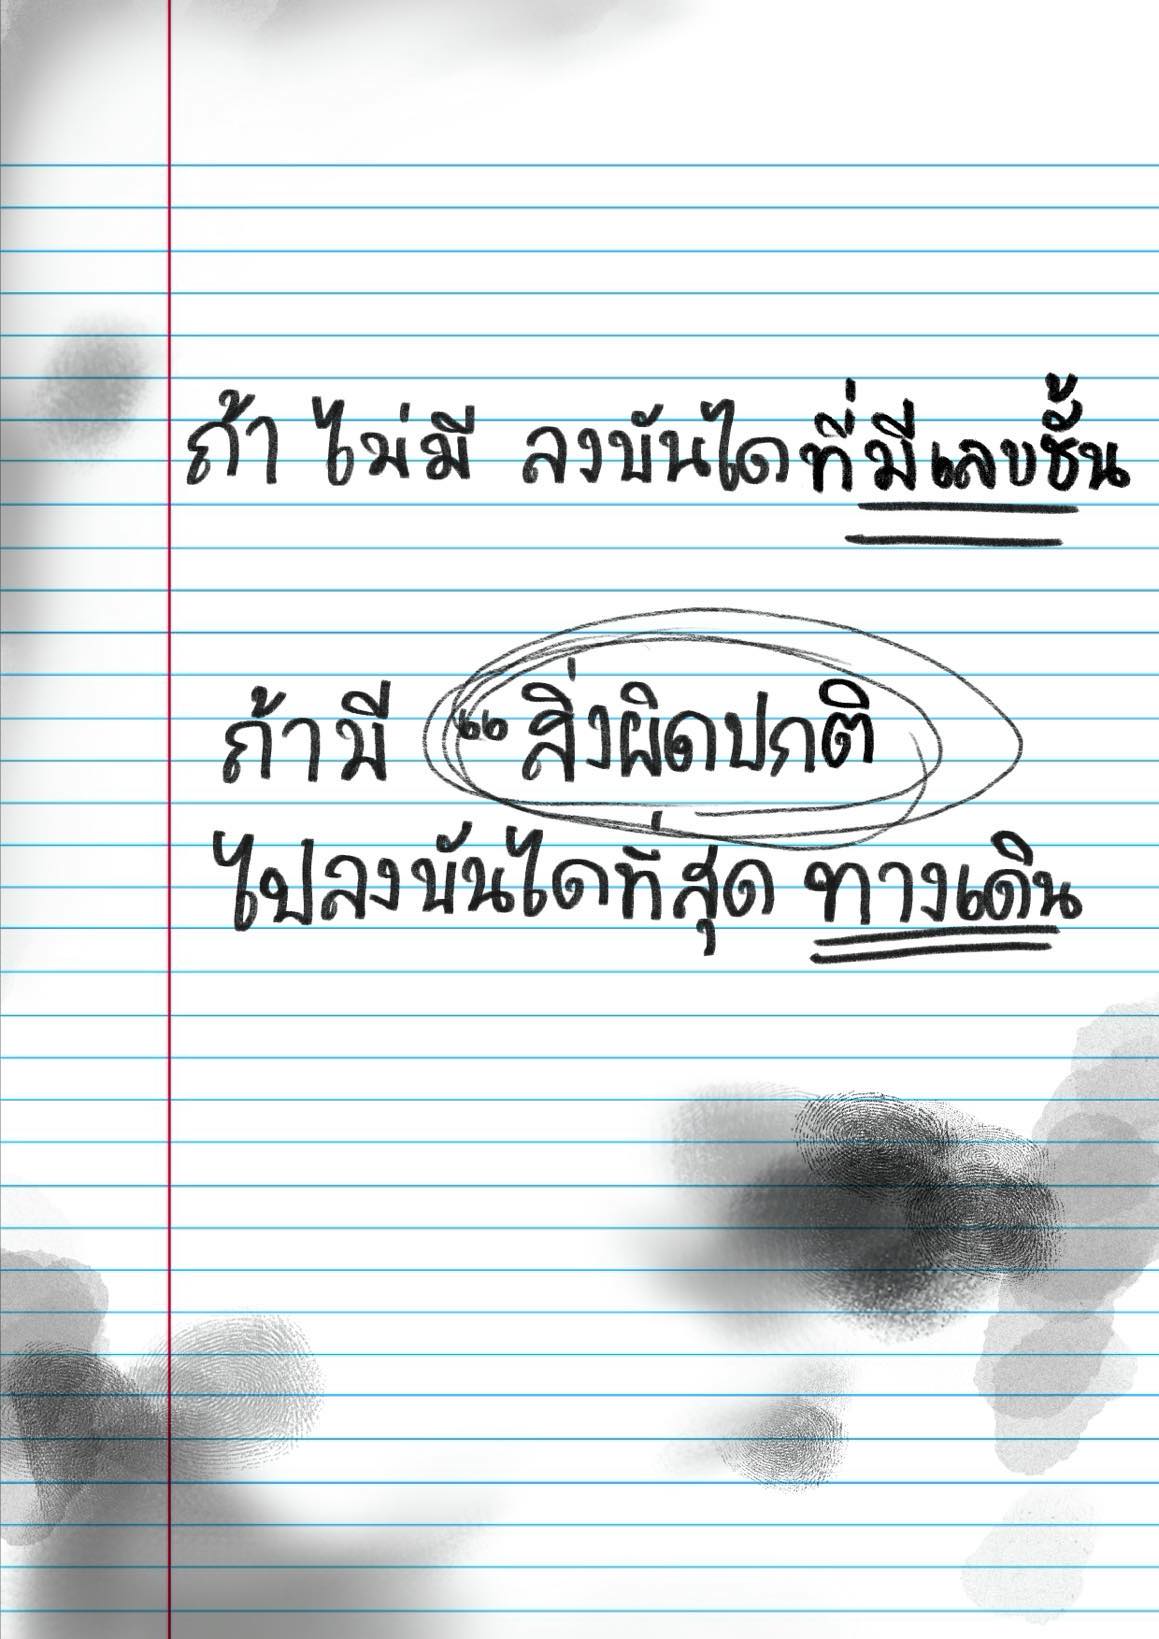 ถ้า ไม่มี ลงบันไดที่มีเลขชั้น
ถ้ามี “สิ่งผิดปกติ
ไปลงบันไดที่สุด ทางเดิน